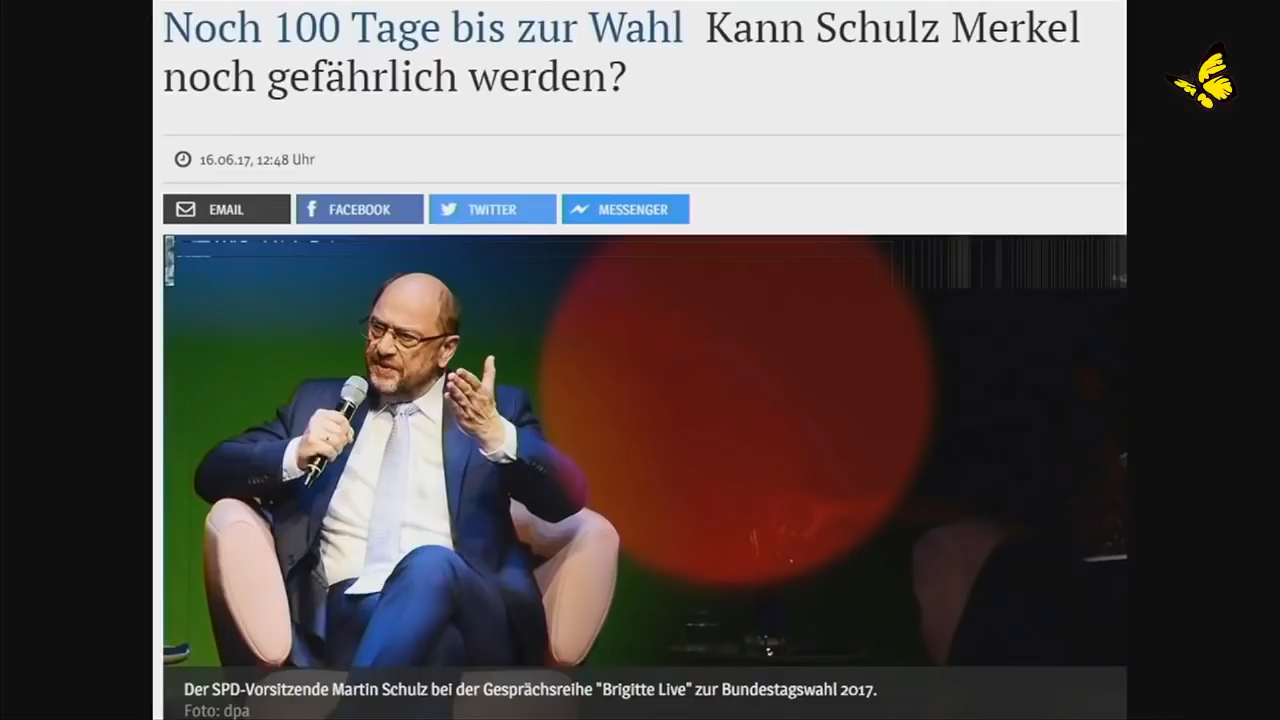 Noch 100 Tage bis zur Wahl Kann Schulz Merkel
noch gefährlich werden?
16.06.17, 12:48 Uhr
EMAIL
FACEBOOK
TWITTER
MESSENGER
Der SPD-Vorsitzende Martin Schulz bei der Gesprächsreihe "Brigitte Live" zur Bundestagswahl 2017.
Foto: dpa